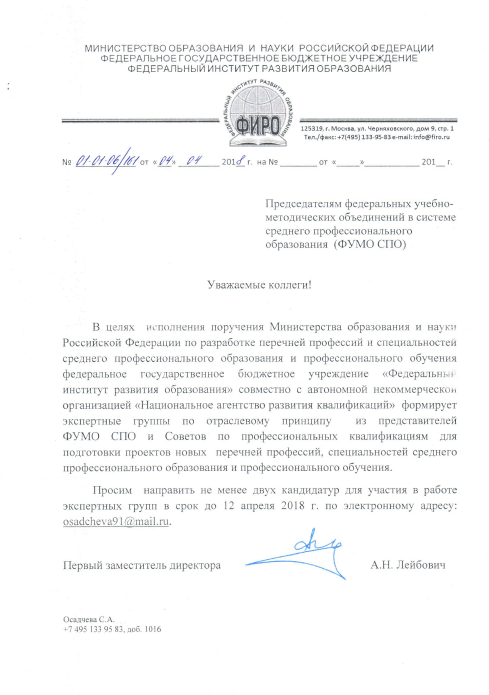 МИНИСТЕРСТВО ОБРАЗОВАНИЯ И НАУКИ РОССИЙСКОЙ ФЕДЕРАЦИИ
ФЕДЕРАЛЬНОЕ ГОСУДАРСТВЕННОЕ БЮДЖЕТНОЕ УЧРЕЖДЕНИЕ
ФЕДЕРАЛЬНЫЙ ИНСТИТУТ РАЗВИТИЯ ОБРАЗОВАНИЯ
ФЕДЕРАЛЬНЫЙ ИНСТИТУТ РАЗВИТИЯ ОБРАЗОВАНИЯ
ФИРО
125319, г. Москва, ул. Черняховского, дом 9, стр. 1
Тел./факс: +7(495) 133-95-83 e-mail: info@firo.ru
№ 01-01-06/161 от «04» 04 2018 г. на № ________ от «_____»____________ 201__ г.
Председателям федеральных учебно-
методических объединений в системе
среднего профессионального
образования (ФУМО СПО)
Уважаемые коллеги!
В целях исполнения поручения Министерства образования и науки
Российской Федерации по разработке перечней профессий и специальностей
среднего профессионального образования и профессионального обучения
федеральное государственное бюджетное учреждение «Федеральный
институт развития образования» совместно с автономной некоммерческой
организацией «Национальное агентство развития квалификаций» формирует
экспертные группы по отраслевому принципу из представителей
ФУМО СПО и Советов по профессиональных квалификациям для
подготовки проектов новых перечней профессий, специальностей среднего
профессионального образования и профессионального обучения.
Просим направить не менее двух кандидатур для участия в работе
экспертных групп в срок до 12 апреля 2018 г. по электронному адресу:
osadcheva91@mail.ru.
Первый заместитель директора А.Н. Лейбович
Осадчева С.А.
+7 495 133 95 83, доб. 1016